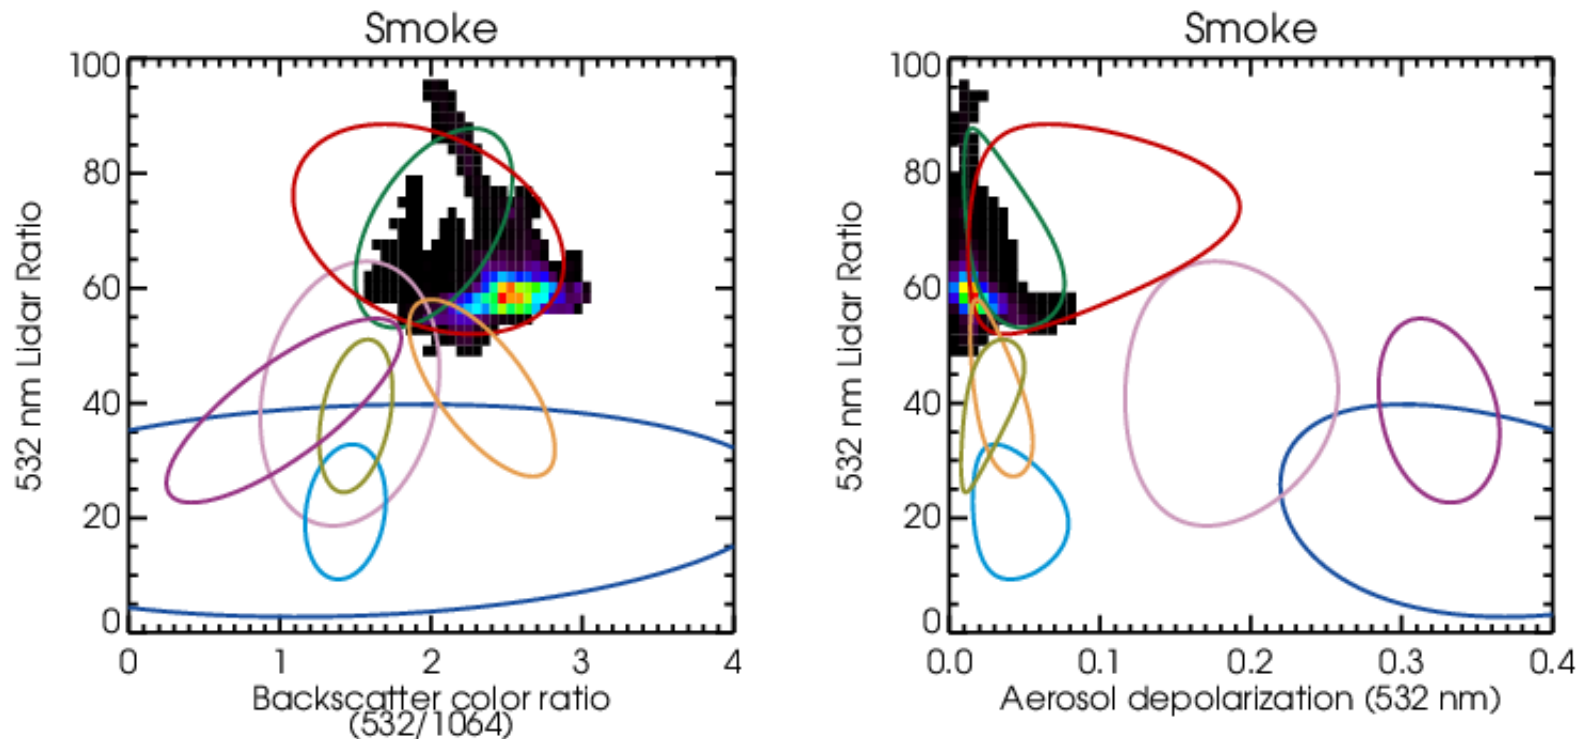 Smoke
100
80
60
40
20
0
532 nm Lidar Ratio
0 1 2 3 4
Backscatter color ratio
(532/1064)
Smoke
100
80
60
40
20
0
532 nm Lidar Ratio
0.0 0.1 0.2 0.3 0.4
Aerosol depolarization (532 nm)